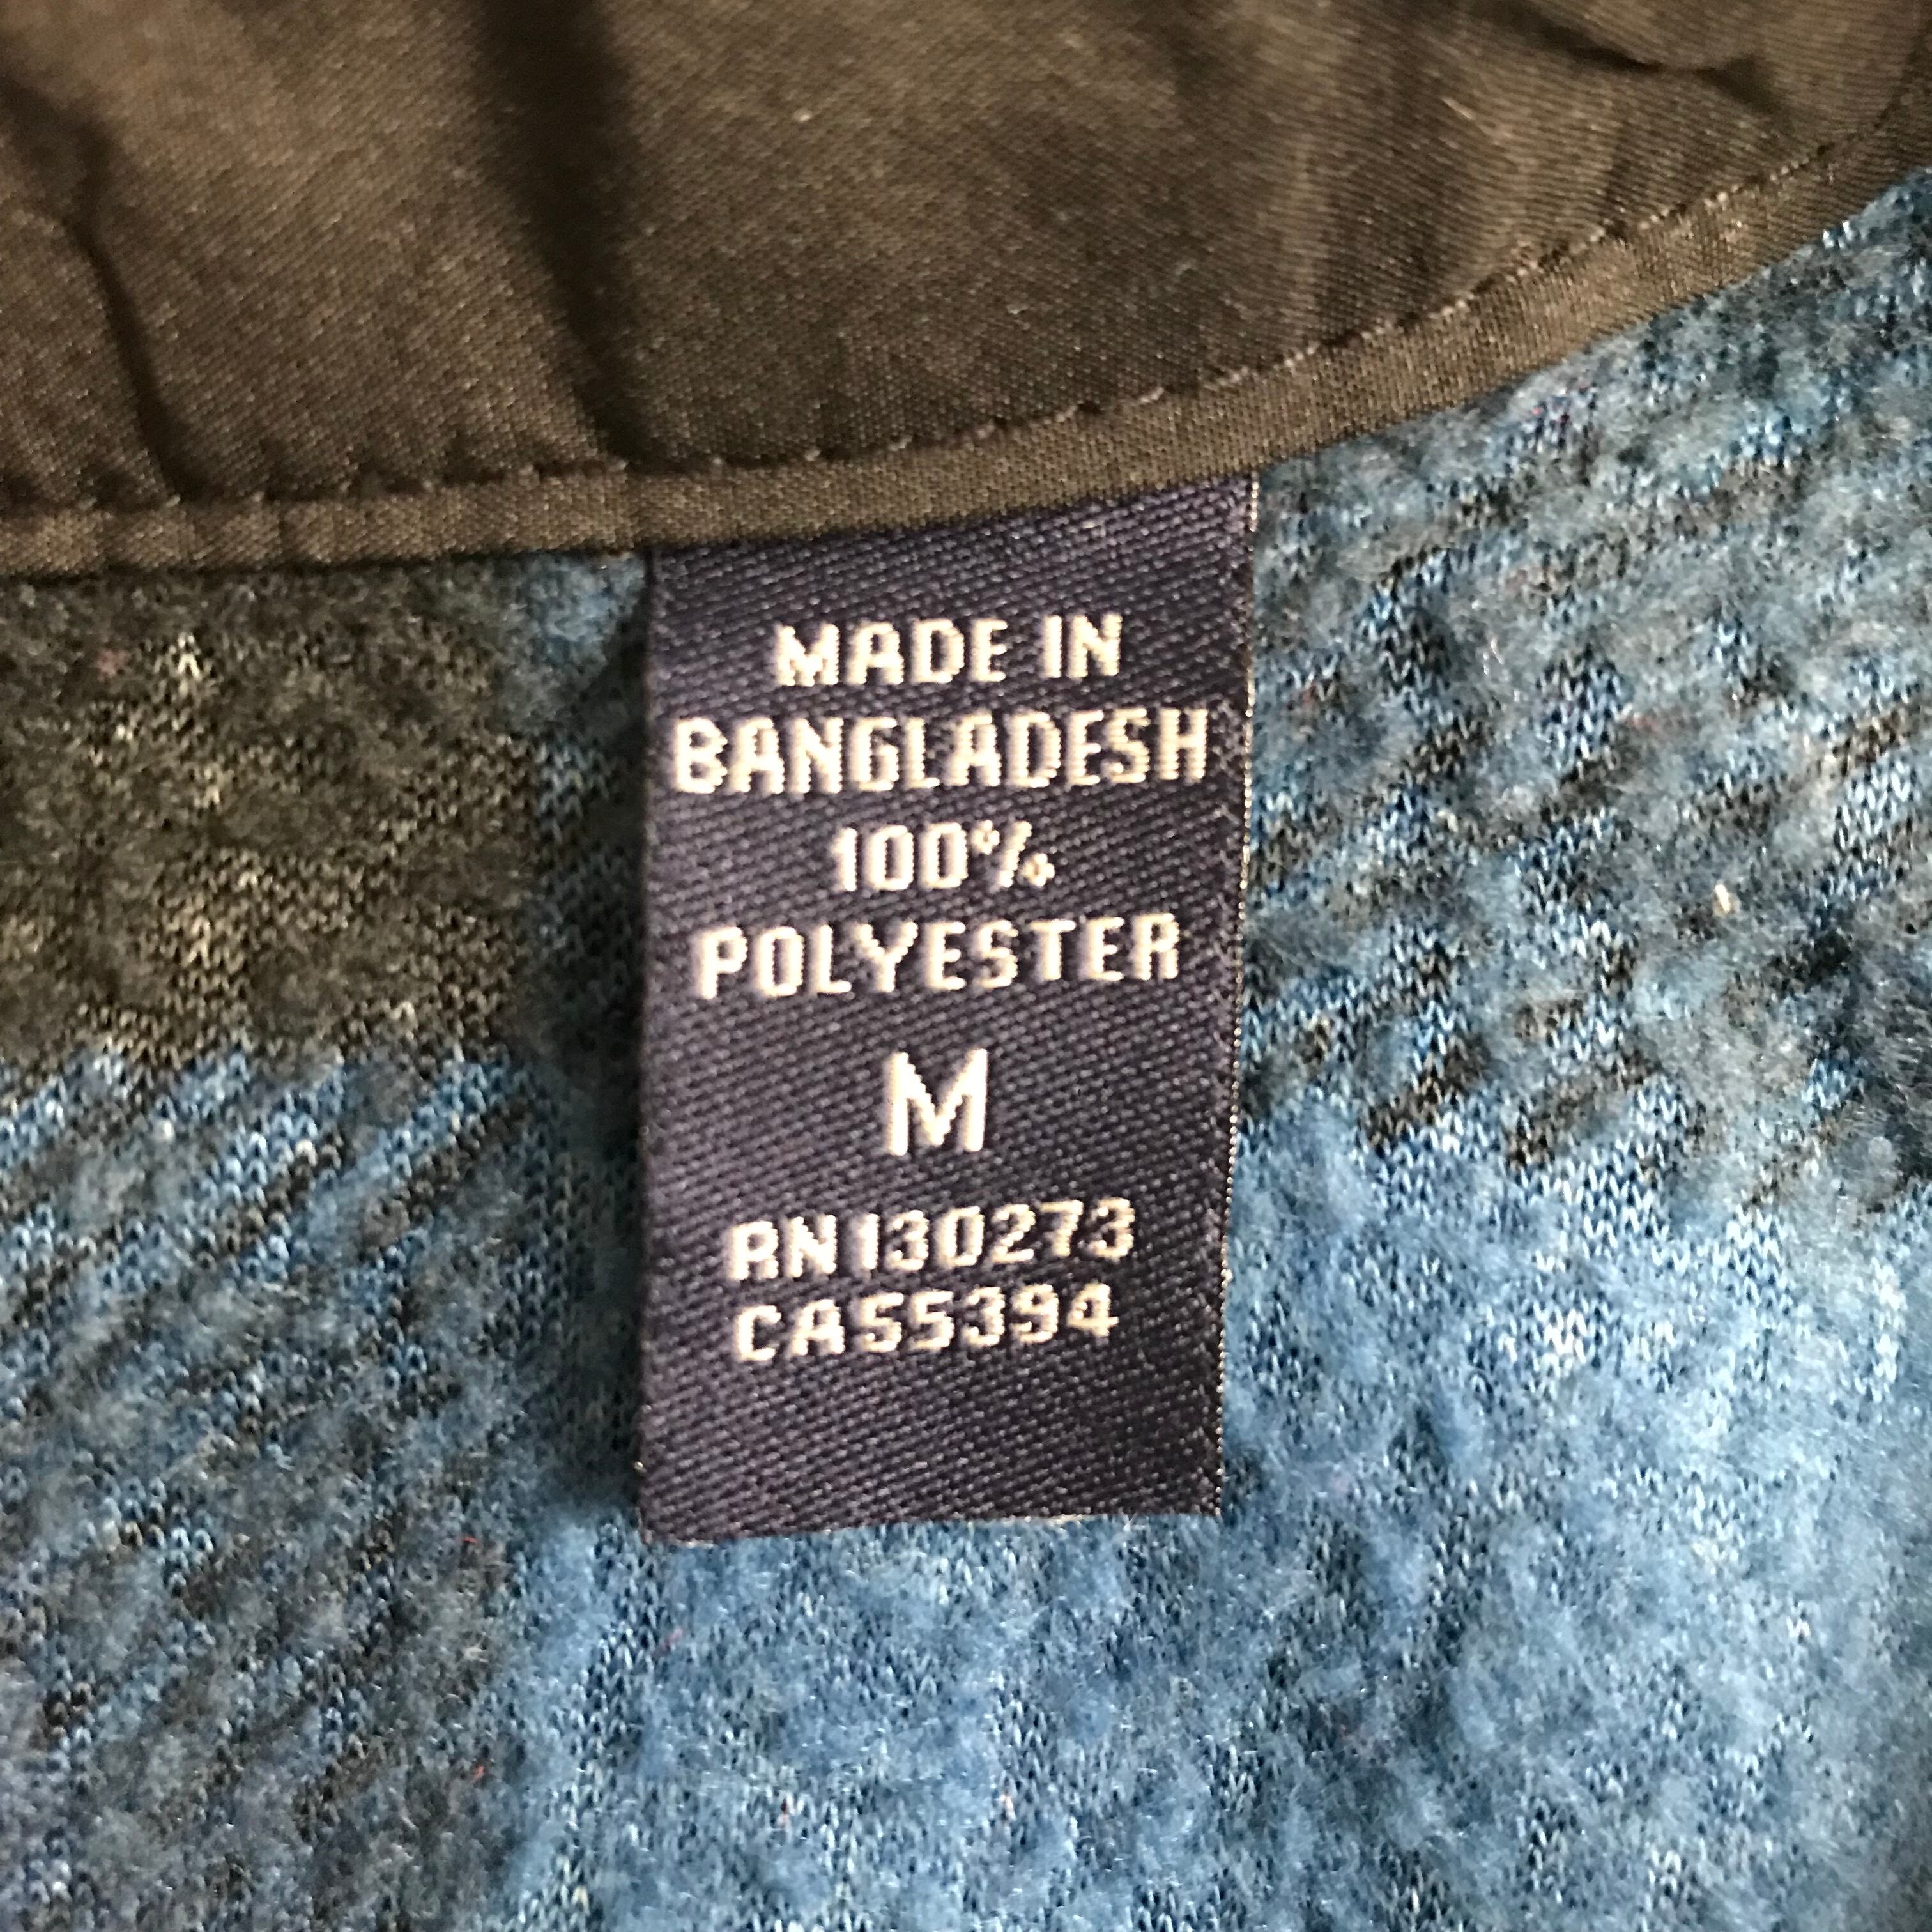 MADE IN
BANGLADESH
100%
POLYESTER
M
RN130273
CA55394